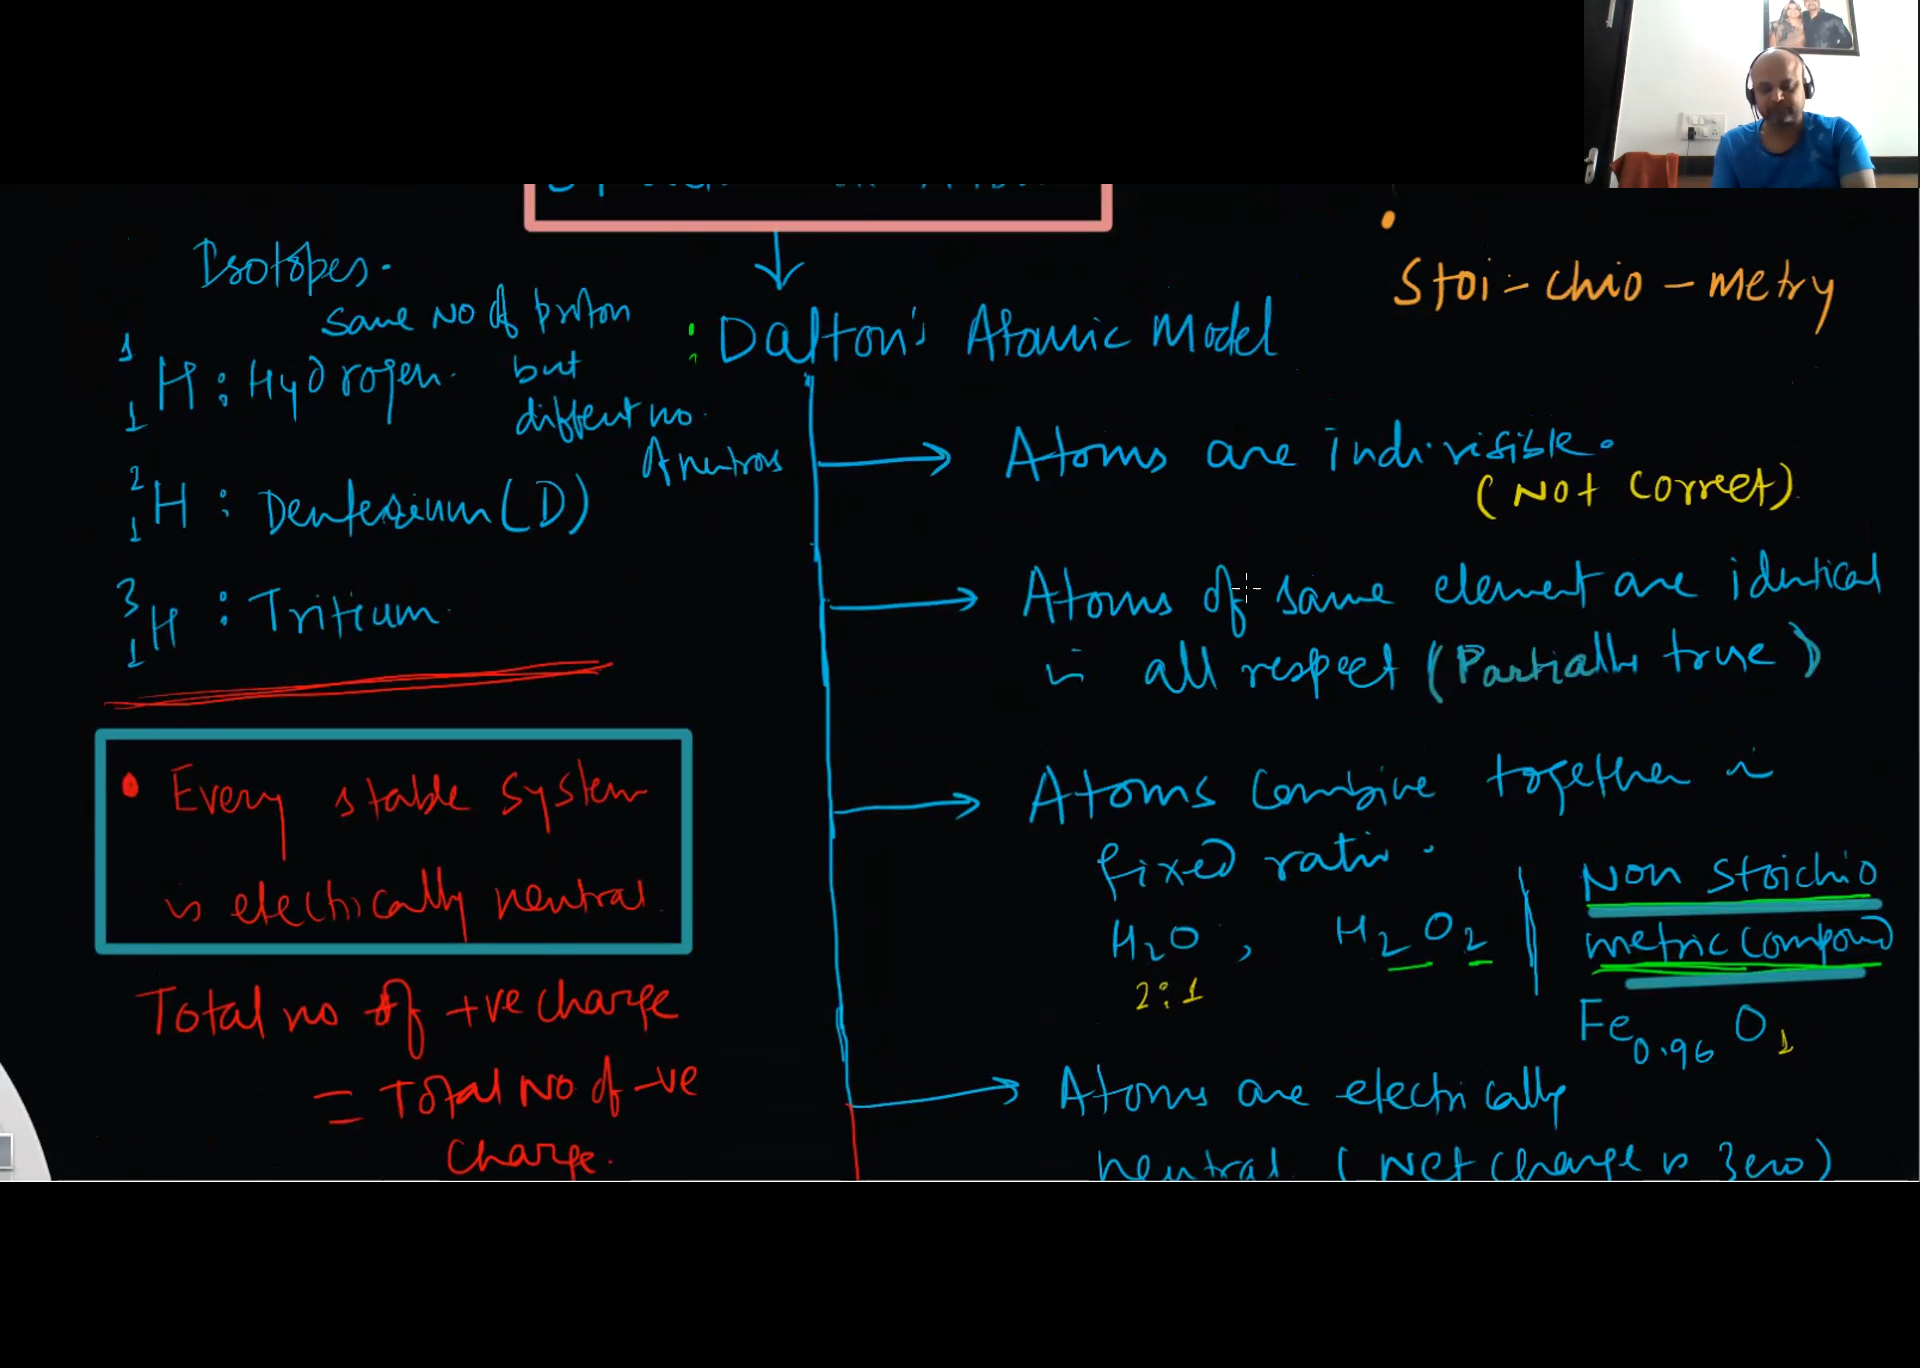 Isotopes.
same NO of proton
but
different no.
of neutrons
1
1 H : Hydrogen.
2
1 H : Deuterium (D)
3
1 H : Tritium.
• Every stable system
is electrically neutral.
Total no of +ve charge
= Total NO of -ve
charge.
Stoi - chio - metry
: Dalton's Atomic Model
Atoms are indivisible.
(NOT Correct).
Atoms of same element are identical
in all respect (Partially true)
Atoms combine together in
fixed ratio.
H2O , H2O2
2:1
Non Stoichio
metric compound
Fe0.96 O1
Atoms are electrically
neutral. (Net charge is Zero)